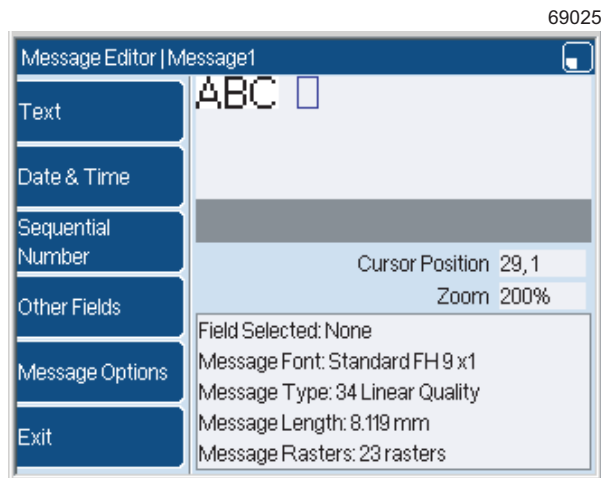 69025
Message Editor | Message1
Text
Date & Time
Sequential
Number
Other Fields
Message Options
Exit
ABC
Cursor Position 29,1
Zoom 200%
Field Selected: None
Message Font: Standard FH 9 x1
Message Type: 34 Linear Quality
Message Length: 8.119 mm
Message Rasters: 23 rasters